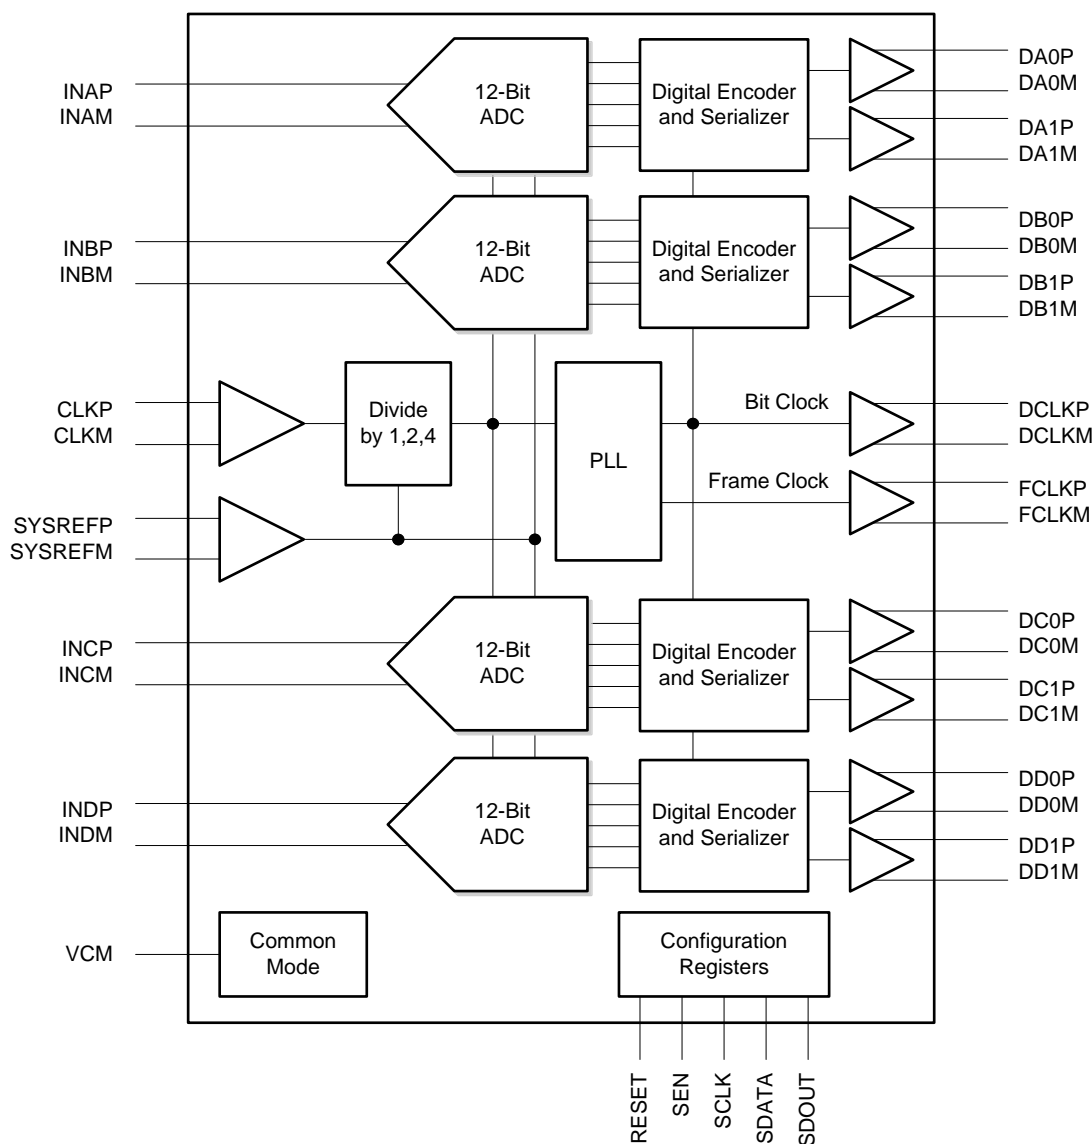 INAP
INAM
12-Bit
ADC
Digital Encoder
and Serializer
DA0P
DA0M
DA1P
DA1M
INBP
INBM
12-Bit
ADC
Digital Encoder
and Serializer
DB0P
DB0M
DB1P
DB1M
CLKP
CLKM
Divide
by 1,2,4
PLL
Bit Clock
DCLKP
DCLKM
Frame Clock
FCLKP
FCLKM
SYSREFP
SYSREFM
INCP
INCM
12-Bit
ADC
Digital Encoder
and Serializer
DC0P
DC0M
DC1P
DC1M
INDP
INDM
12-Bit
ADC
Digital Encoder
and Serializer
DD0P
DD0M
DD1P
DD1M
VCM
Common
Mode
Configuration
Registers
RESET
SEN
SCLK
SDATA
SDOUT